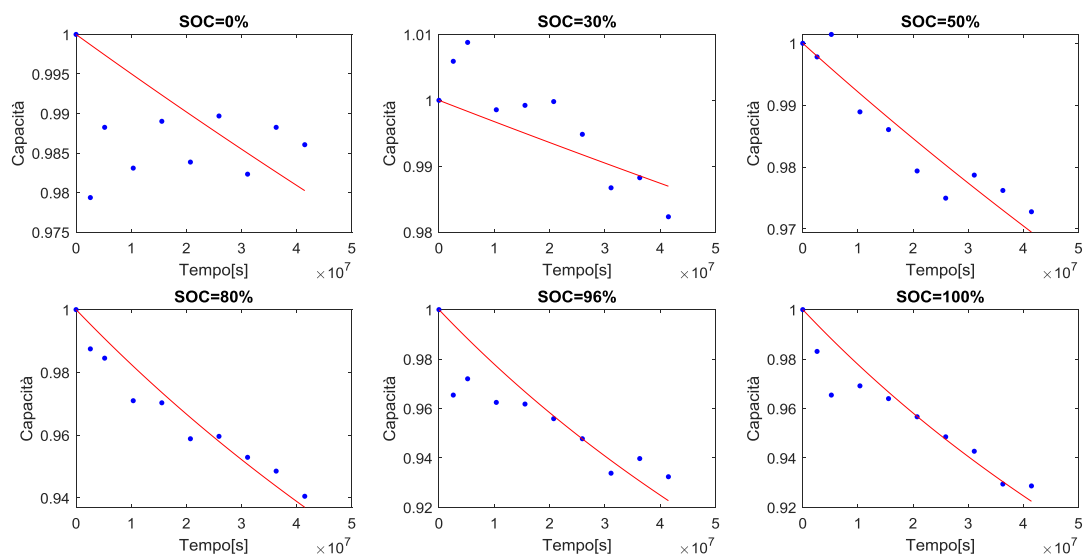 SOC=0%
SOC=30%
SOC=50%
1
0.995
0.99
0.985
0.98
0.975
Capacità
0 1 2 3 4 5
Tempo[s]
×10^7
1.01
1
0.99
0.98
Capacità
0 1 2 3 4 5
Tempo[s]
×10^7
1
0.99
0.98
0.97
Capacità
0 1 2 3 4 5
Tempo[s]
×10^7
SOC=80%
SOC=96%
SOC=100%
1
0.98
0.96
0.94
Capacità
0 1 2 3 4 5
Tempo[s]
×10^7
1
0.98
0.96
0.94
0.92
Capacità
0 1 2 3 4 5
Tempo[s]
×10^7
1
0.98
0.96
0.94
0.92
Capacità
0 1 2 3 4 5
Tempo[s]
×10^7